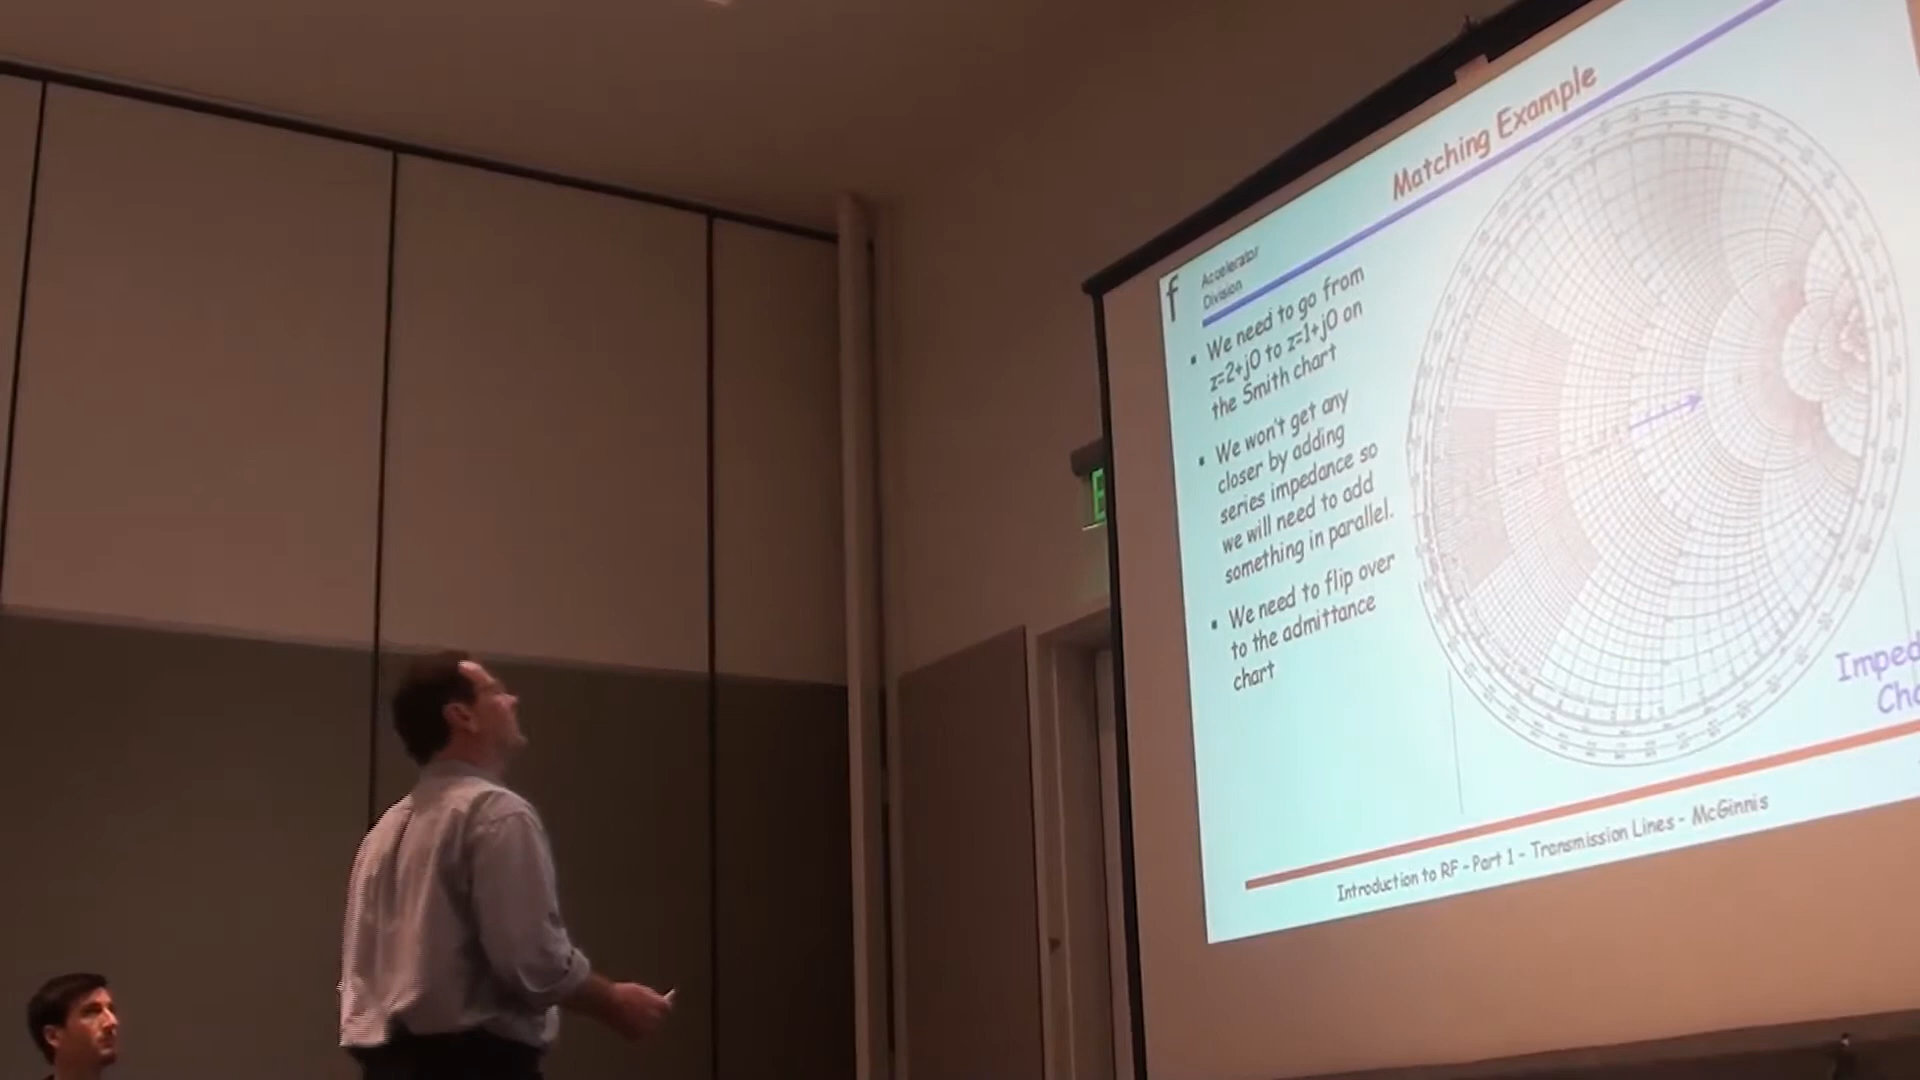 Matching Example
f
Accelerator
Division
▪ We need to go from
z=2+j0 to z=1+j0 on
the Smith chart
▪ We won't get any
closer by adding
series impedance so
we will need to add
something in parallel.
▪ We need to flip over
to the admittance
chart
Introduction to RF - Part 1 - Transmission Lines - McGinnis